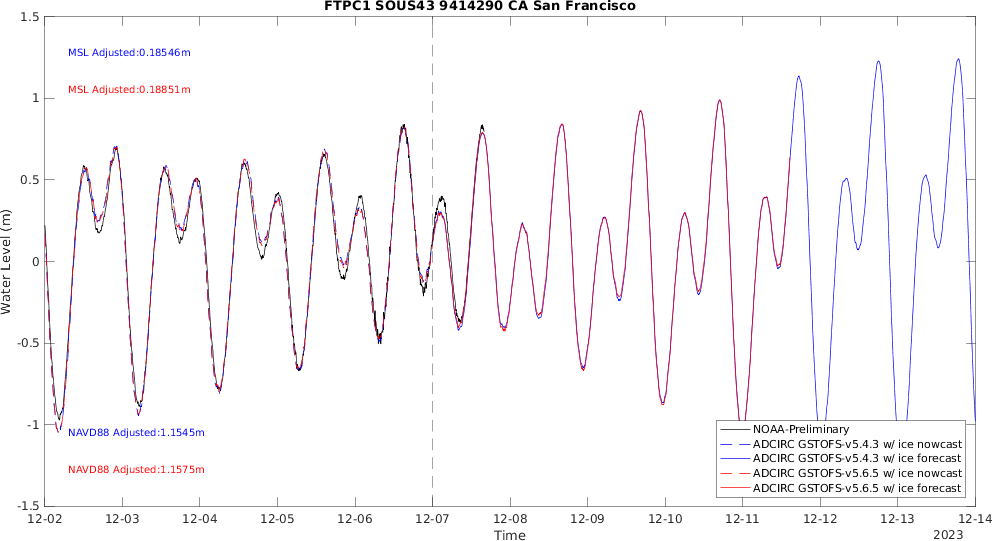 FTPC1 SOUS43 9414290 CA San Francisco
1.5
MSL Adjusted:0.18546m
1
MSL Adjusted:0.18851m
0.5
Water Level (m)
0
-0.5
-1
NAVD88 Adjusted:1.1545m
NAVD88 Adjusted:1.1575m
-1.5
NOAA-Preliminary
ADCIRC GSTOFS-v5.4.3 w/ ice nowcast
ADCIRC GSTOFS-v5.4.3 w/ ice forecast
ADCIRC GSTOFS-v5.6.5 w/ ice nowcast
ADCIRC GSTOFS-v5.6.5 w/ ice forecast
12-02 12-03 12-04 12-05 12-06 12-07 12-08 12-09 12-10 12-11 12-12 12-13 12-14
Time
2023